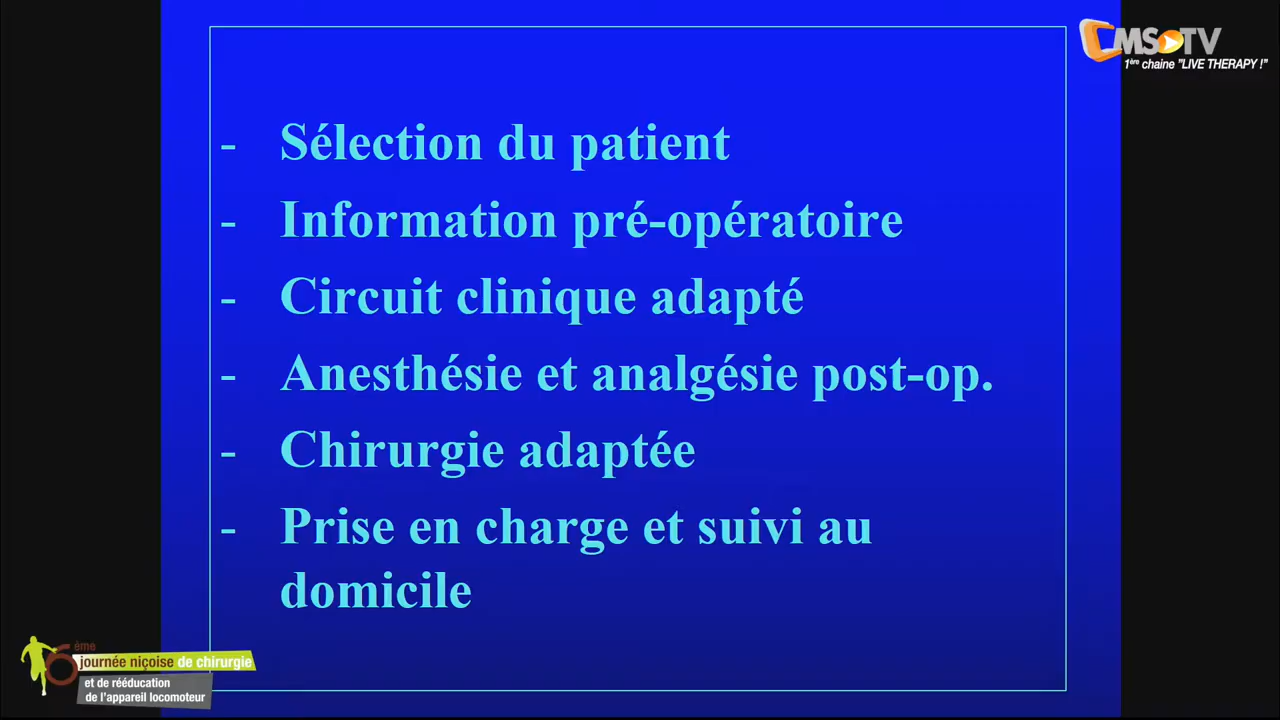 CMS TV
1ère chaine "LIVE THERAPY !"
- Sélection du patient
- Information pré-opératoire
- Circuit clinique adapté
- Anesthésie et analgésie post-op.
- Chirurgie adaptée
- Prise en charge et suivi au
domicile
6ème
journée niçoise de chirurgie
et de rééducation
de l'appareil locomoteur